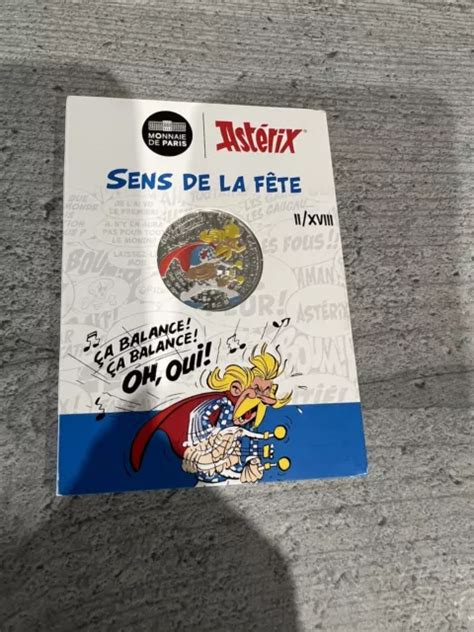 MONNAIE
DE PARIS
Astérix
SENS DE LA FÊTE
II/XVIII
ÇA BALANCE!
ÇA BALANCE!
OH, OUI!